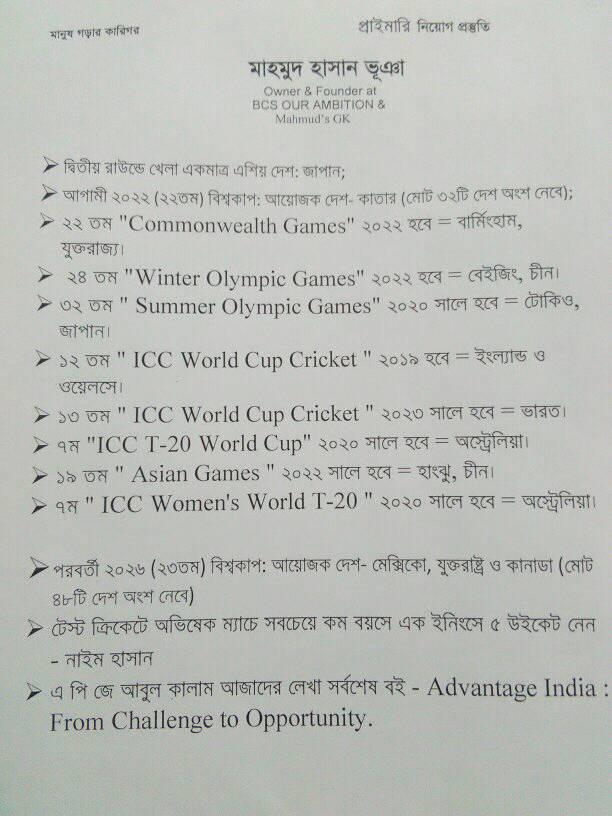 মানুষ গড়ার কারিগর
প্রাইমারি নিয়োগ প্রস্তুতি
মাহমুদ হাসান ভূঞা
Owner & Founder at
BCS OUR AMBITION &
Mahmud's GK
➤ দ্বিতীয় রাউন্ডে খেলা একমাত্র এশিয় দেশ: জাপান;
➤ আগামী ২০২২ (২২তম) বিশ্বকাপ: আয়োজক দেশ- কাতার (মোট ৩২টি দেশ অংশ নেবে);
➤ ২২ তম "Commonwealth Games" ২০২২ হবে = বার্মিংহাম,
যুক্তরাজ্য।
➤ ২৪ তম "Winter Olympic Games" ২০২২ হবে = বেইজিং, চীন।
➤ ৩২ তম " Summer Olympic Games" ২০২০ সালে হবে = টোকিও,
জাপান।
➤ ১২ তম " ICC World Cup Cricket " ২০১৯ হবে = ইংল্যান্ড ও
ওয়েলসে।
➤ ১৩ তম " ICC World Cup Cricket " ২০২৩ সালে হবে = ভারত।
➤ ৭ম "ICC T-20 World Cup" ২০২০ সালে হবে = অস্ট্রেলিয়া।
➤ ১৯ তম " Asian Games " ২০২২ সালে হবে = হাংঝু, চীন।
➤ ৭ম " ICC Women's World T-20 " ২০২০ সালে হবে = অস্ট্রেলিয়া।
➤ পরবর্তী ২০২৬ (২৩তম) বিশ্বকাপ: আয়োজক দেশ- মেক্সিকো, যুক্তরাষ্ট্র ও কানাডা (মোট
৪৮টি দেশ অংশ নেবে)
➤ টেস্ট ক্রিকেটে অভিষেক ম্যাচে সবচেয়ে কম বয়সে এক ইনিংসে ৫ উইকেট নেন
- নাইম হাসান
➤ এ পি জে আবুল কালাম আজাদের লেখা সর্বশেষ বই - Advantage India :
From Challenge to Opportunity.